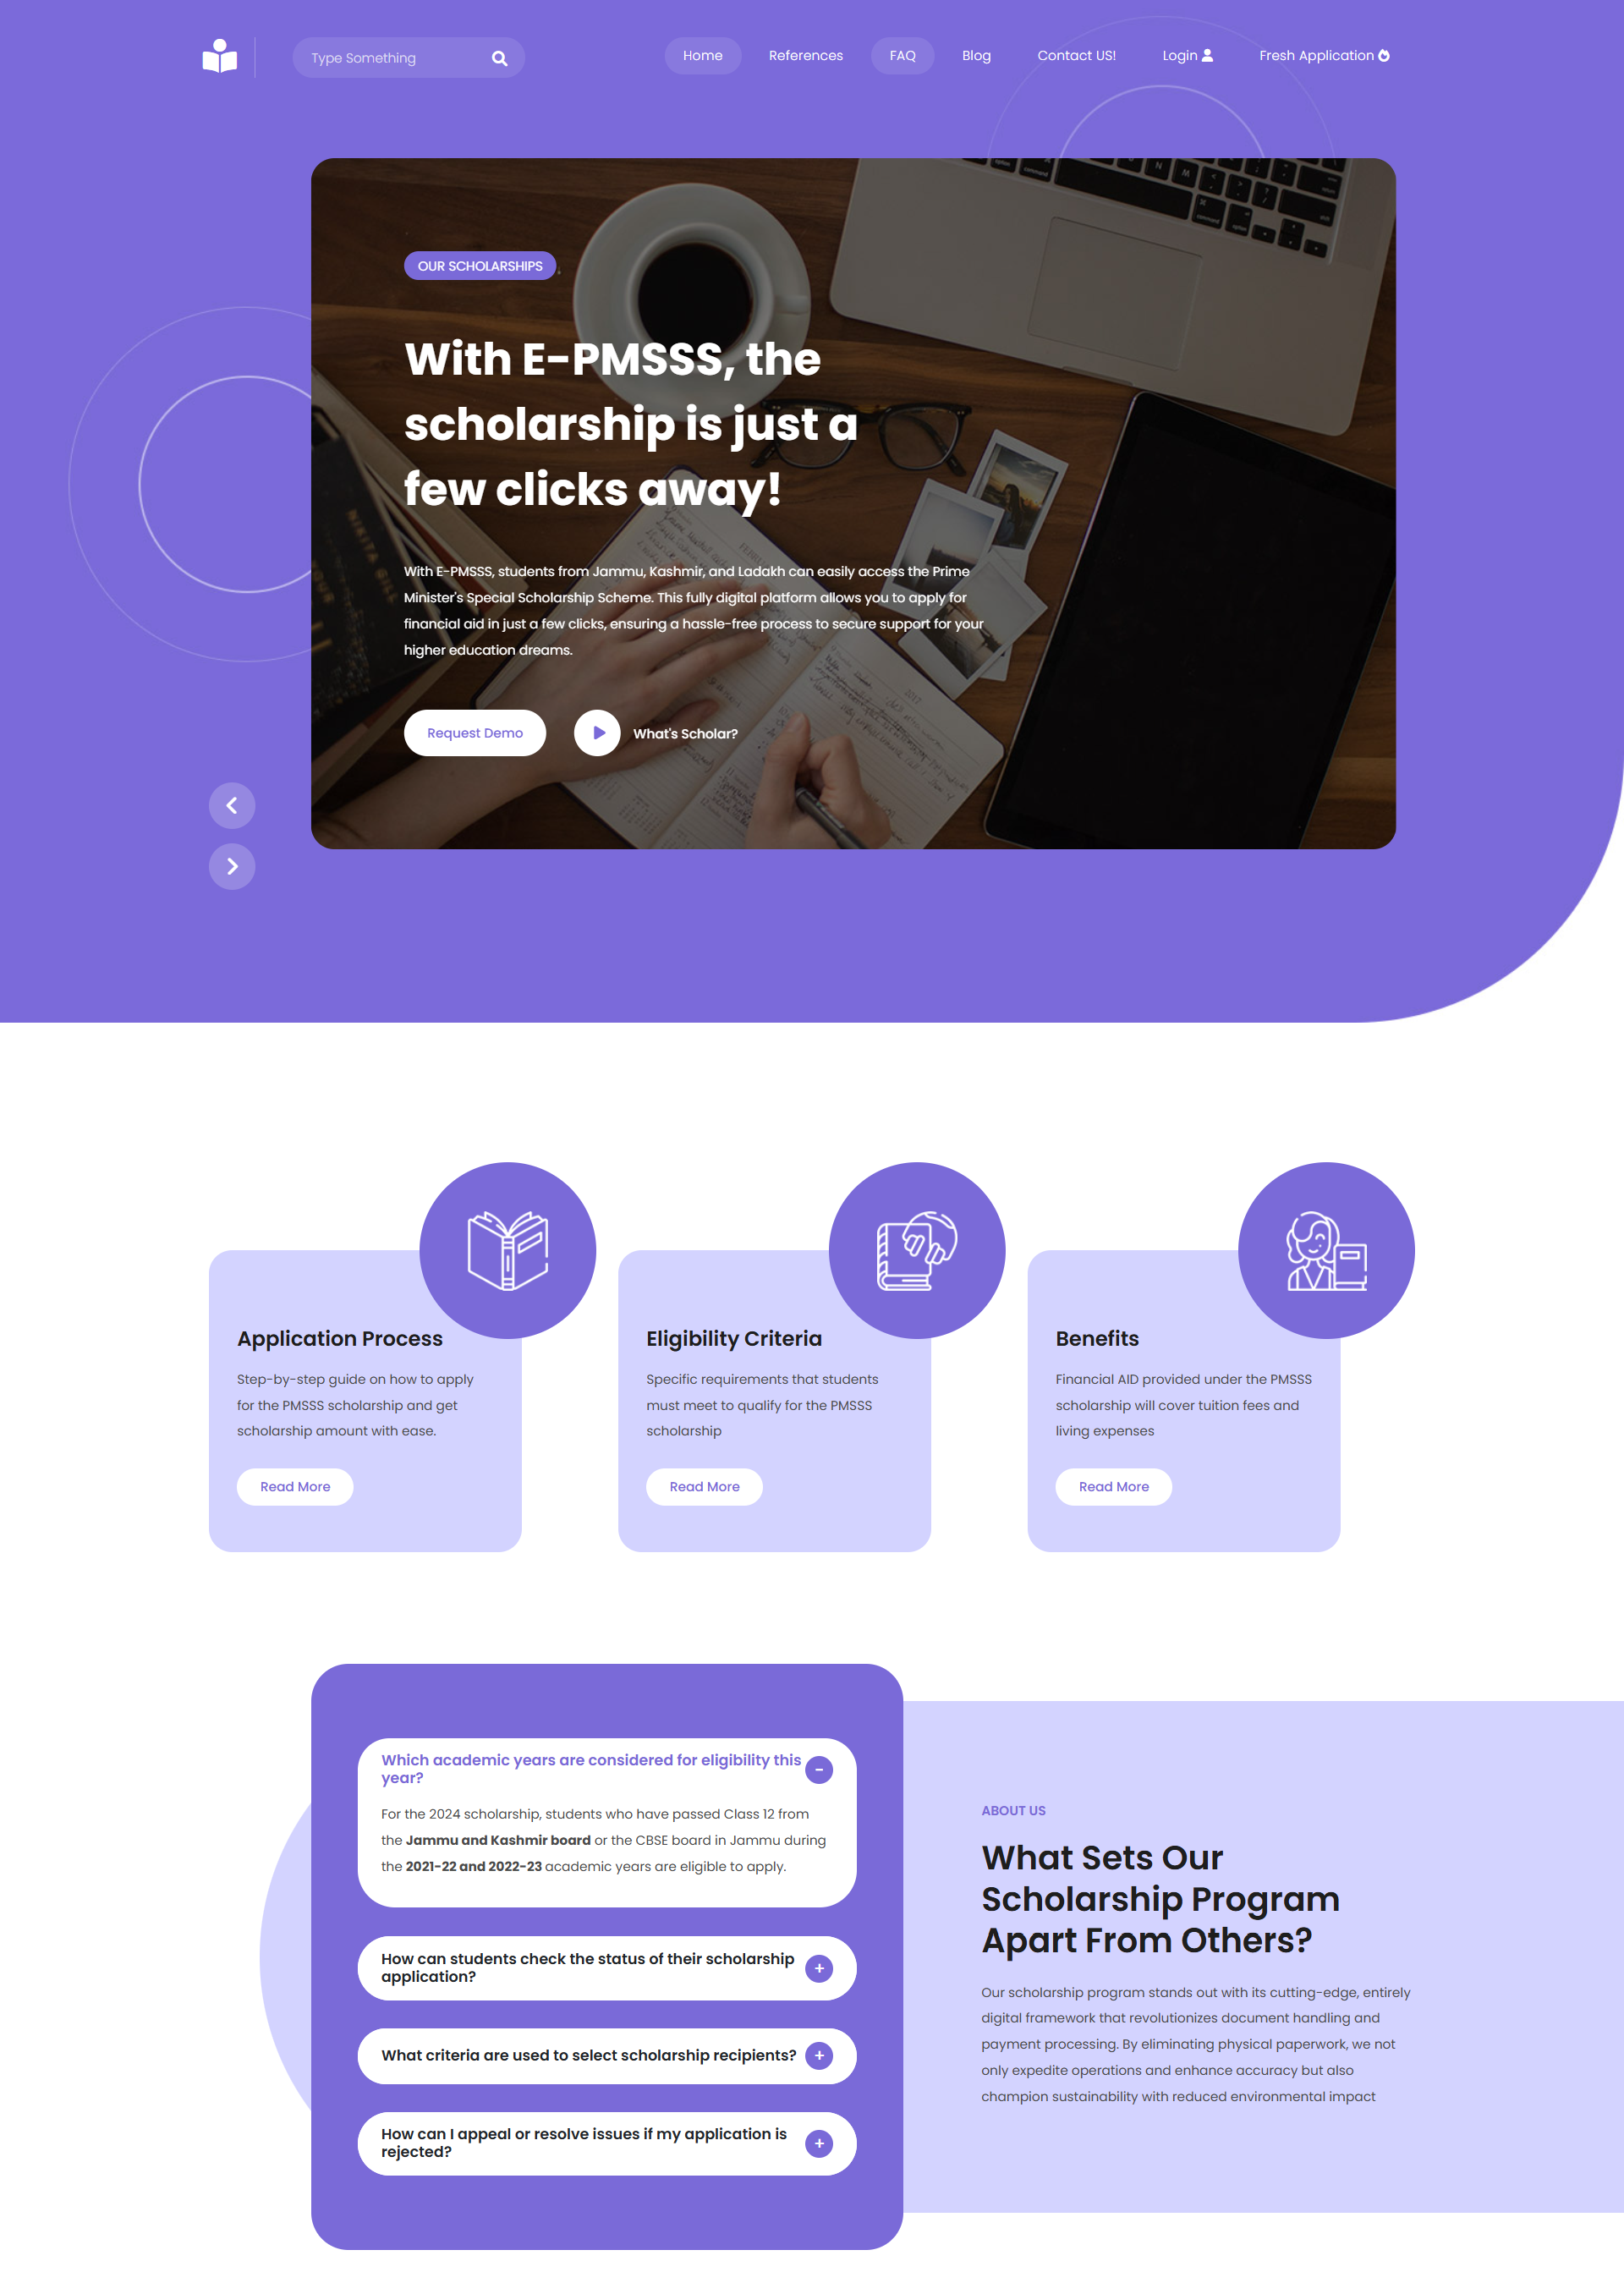 Type Something
Home
References
FAQ
Blog
Contact US!
Login
Fresh Application
OUR SCHOLARSHIPS
With E-PMSSS, the
scholarship is just a
few clicks away!
With E-PMSSS, students from Jammu, Kashmir, and Ladakh can easily access the Prime
Minister's Special Scholarship Scheme. This fully digital platform allows you to apply for
financial aid in just a few clicks, ensuring a hassle-free process to secure support for your
higher education dreams.
Request Demo
What's Scholar?
Application Process
Step-by-step guide on how to apply
for the PMSSS scholarship and get
scholarship amount with ease.
Read More
Eligibility Criteria
Specific requirements that students
must meet to qualify for the PMSSS
scholarship
Read More
Benefits
Financial AID provided under the PMSSS
scholarship will cover tuition fees and
living expenses
Read More
Which academic years are considered for eligibility this
year?
For the 2024 scholarship, students who have passed Class 12 from
the Jammu and Kashmir board or the CBSE board in Jammu during
the 2021-22 and 2022-23 academic years are eligible to apply.
How can students check the status of their scholarship
application?
What criteria are used to select scholarship recipients?
How can I appeal or resolve issues if my application is
rejected?
ABOUT US
What Sets Our
Scholarship Program
Apart From Others?
Our scholarship program stands out with its cutting-edge, entirely
digital framework that revolutionizes document handling and
payment processing. By eliminating physical paperwork, we not
only expedite operations and enhance accuracy but also
champion sustainability with reduced environmental impact